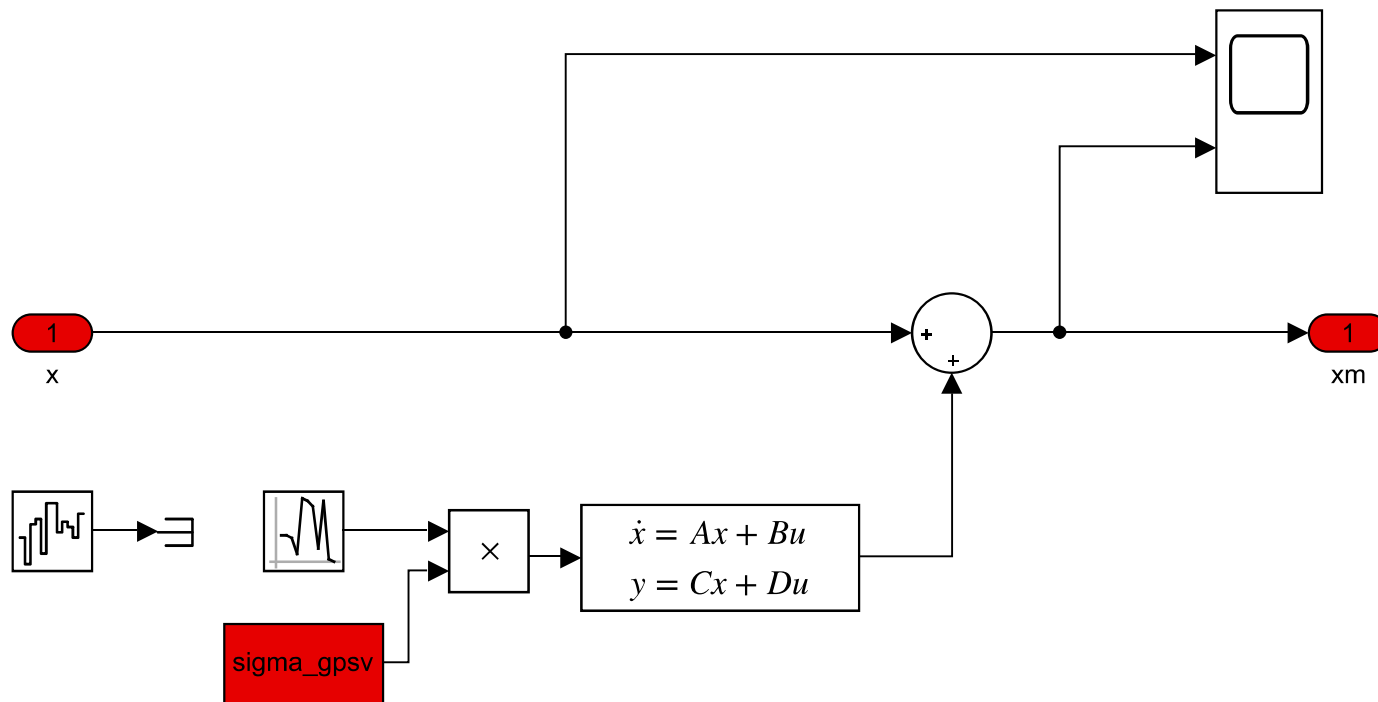 1
x
+
+
1
xm
×
ẋ = Ax + Bu
y = Cx + Du
sigma_gpsv